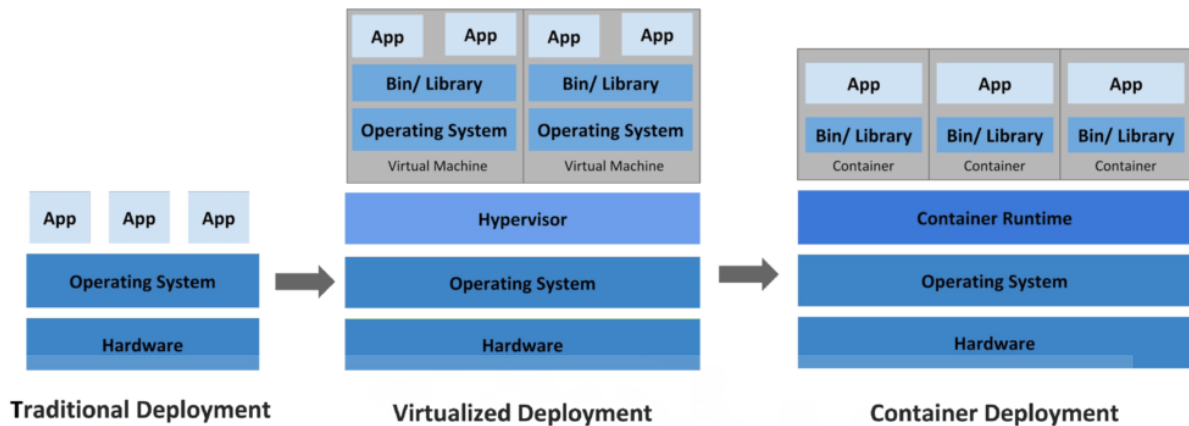 App App App App
Bin/ Library Bin/ Library
Operating System Operating System
Virtual Machine Virtual Machine
App App App
Bin/ Library Bin/ Library Bin/ Library
Container Container Container
App App App
Hypervisor
Container Runtime
Operating System
Operating System
Operating System
Hardware
Hardware
Hardware
Traditional Deployment
Virtualized Deployment
Container Deployment